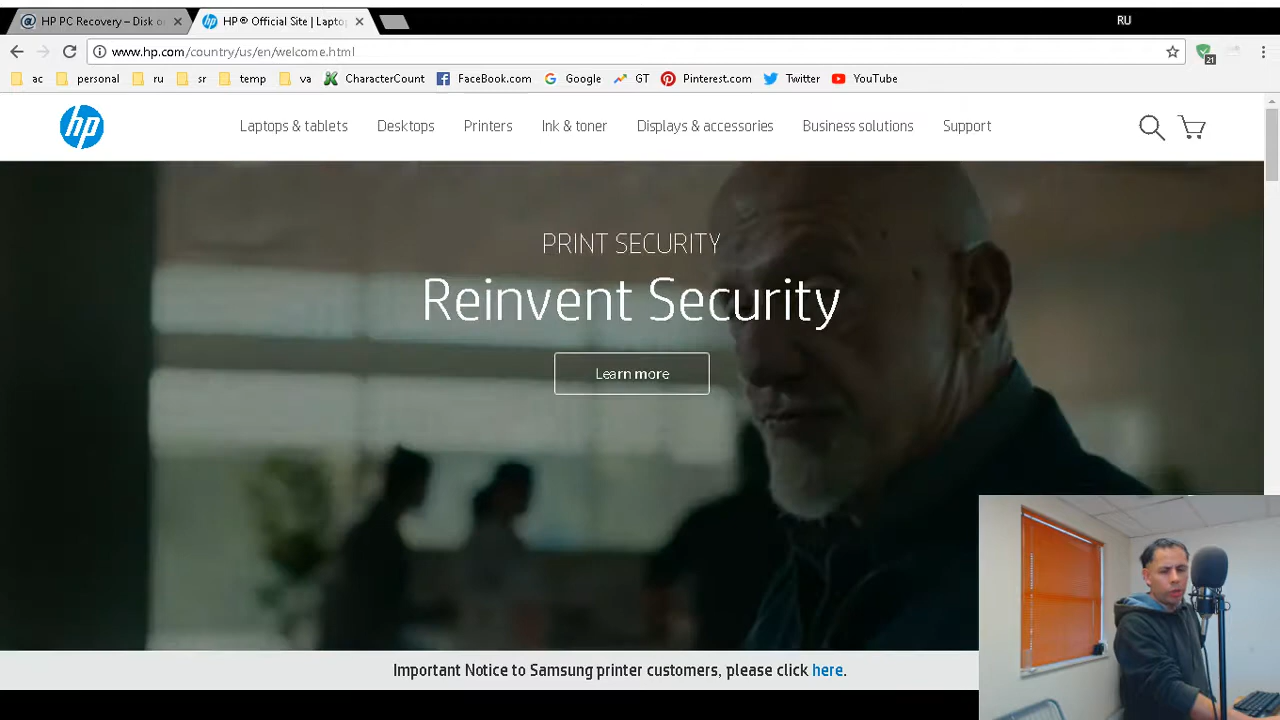 HP PC Recovery – Disk o
HP ® Official Site | Lapto
RU
www.hp.com/country/us/en/welcome.html
21
ac
personal
ru
sr
temp
va
CharacterCount
FaceBook.com
Google
GT
Pinterest.com
Twitter
YouTube
hp
Laptops & tablets
Desktops
Printers
Ink & toner
Displays & accessories
Business solutions
Support
PRINT SECURITY
Reinvent Security
Learn more
Important Notice to Samsung printer customers, please click here.